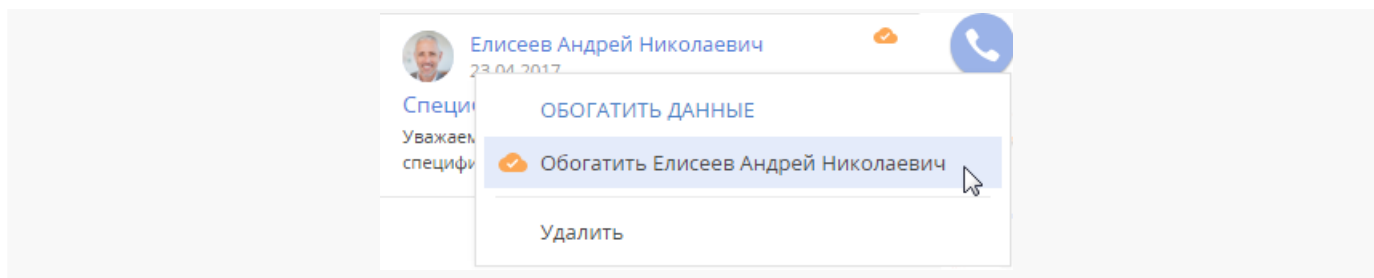 Елисеев Андрей Николаевич
23.04.2017
ОБОГАТИТЬ ДАННЫЕ
Обогатить Елисеев Андрей Николаевич
Удалить